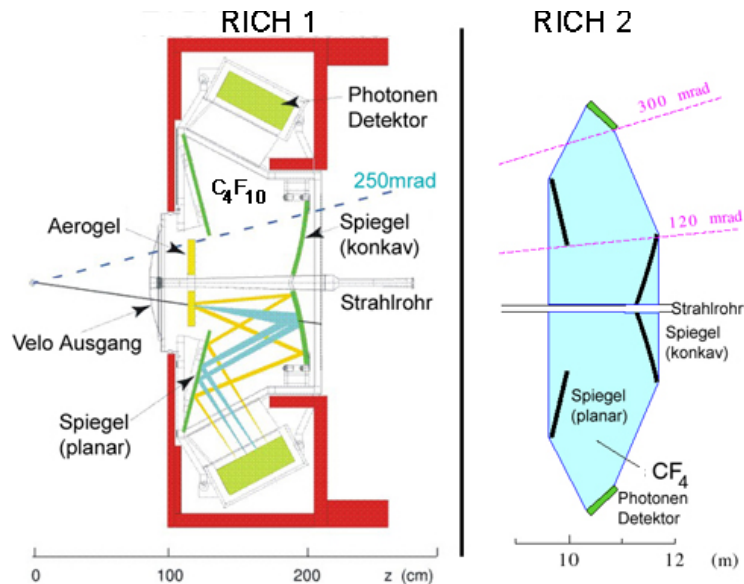 RICH 1
RICH 2
Photonen
Detektor
C4F10
250mrad
Aerogel
Spiegel
(konkav)
Strahlrohr
Velo Ausgang
Spiegel
(planar)
0
100
200
z (cm)
300 mrad
120 mrad
Strahlrohr
Spiegel
(konkav)
Spiegel
(planar)
CF4
Photonen
Detektor
10
12
(m)